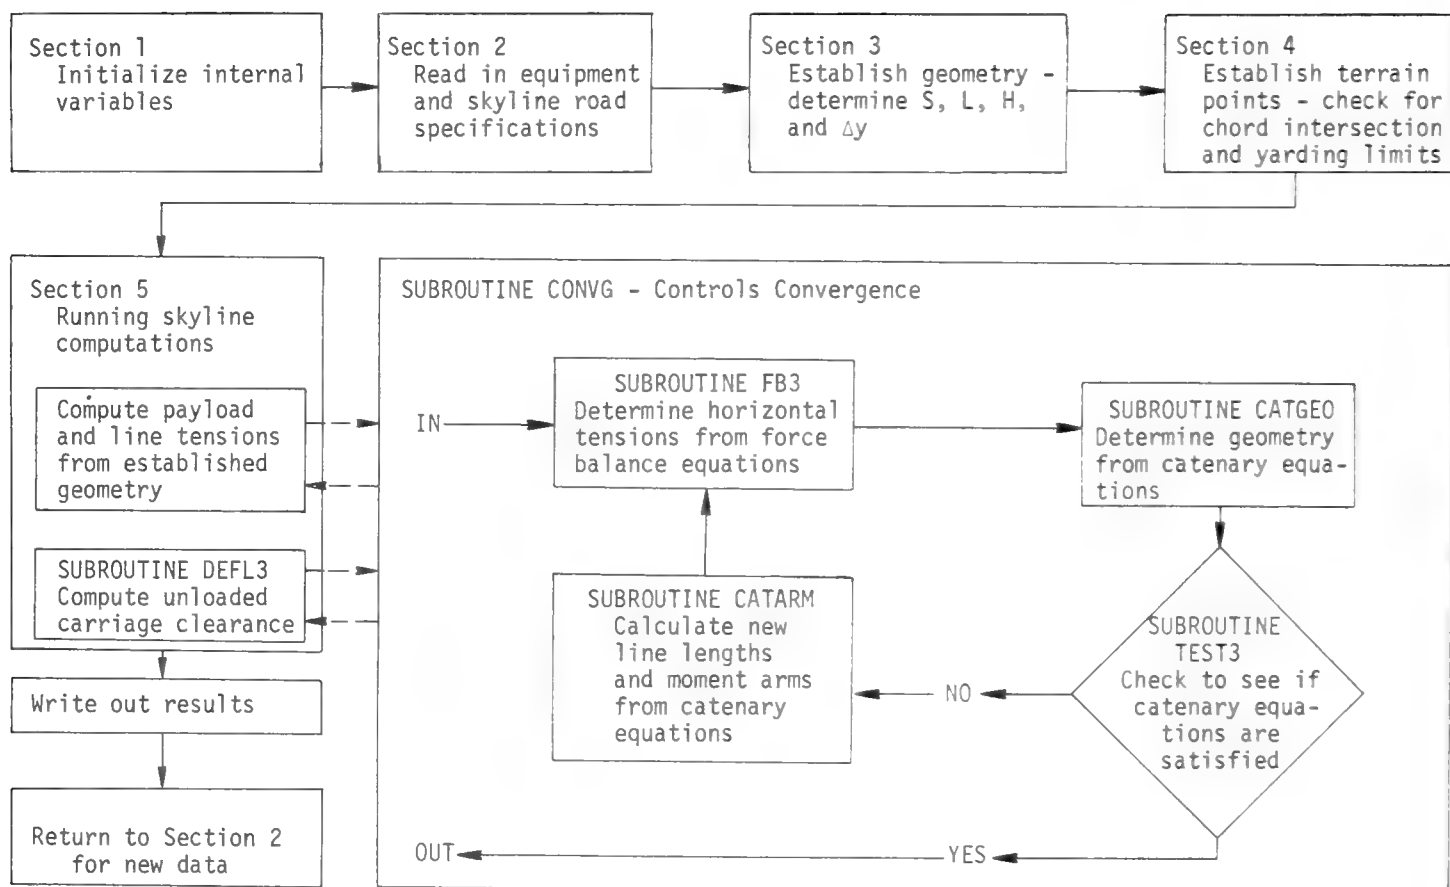 Section 1
Initialize internal
variables
Section 2
Read in equipment
and skyline road
specifications
Section 3
Establish geometry -
determine S, L, H,
and Δy
Section 4
Establish terrain
points - check for
chord intersection
and yarding limits
Section 5
Running skyline
computations
Compute payload
and line tensions
from established
geometry
SUBROUTINE DEFL3
Compute unloaded
carriage clearance
Write out results
Return to Section 2
for new data
SUBROUTINE CONVG - Controls Convergence
IN
SUBROUTINE FB3
Determine horizontal
tensions from force
balance equations
SUBROUTINE CATGEO
Determine geometry
from catenary equa-
tions
SUBROUTINE
TEST3
Check to see if
catenary equa-
tions are
satisfied
NO
SUBROUTINE CATARM
Calculate new
line lengths
and moment arms
from catenary
equations
YES
OUT